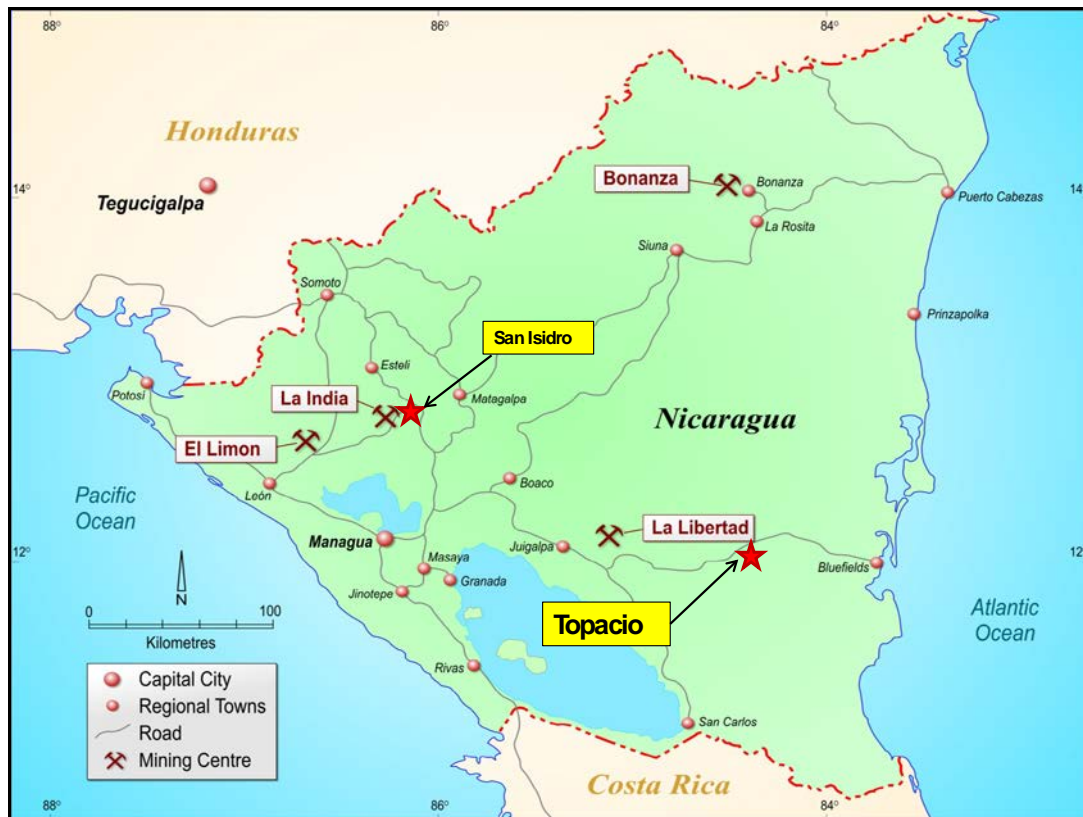 88°
86°
84°
Honduras
Tegucigalpa
14°
14
Bonanza
Bonanza
Puerto Cabezas
La Rosita
Siuna
Somoto
Prinzapolka
San Isidro
Esteli
Potosi
La India
Matagalpa
Nicaragua
El Limon
León
Boaco
Pacific
Ocean
La Libertad
Managua
Juigalpa
12°
12
Masaya
Bluefields
Granada
Jinotepe
N
0
100
Kilometres
Topacio
Atlantic
Ocean
Rivas
Capital City
Regional Towns
Road
Mining Centre
San Carlos
Costa Rica
88°
86°
84°